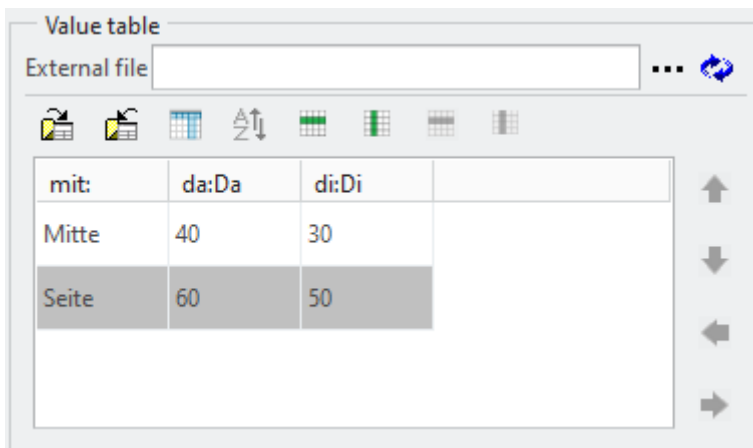 Value table
External file
mit: da:Da di:Di
Mitte 40 30
Seite 60 50